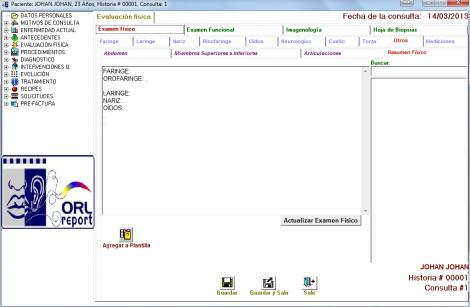 Paciente: JOHAN JOHAN, 23 Años, Historia # 00001, Consulta: 1
DATOS PERSONALES
MOTIVOS DE CONSULTA
ENFERMEDAD ACTUAL
ANTECEDENTES
EVALUACIÓN FISICA
PROCEDIMIENTOS
DIAGNOSTICO
INTERVENCIONES Q.
EVOLUCIÓN
TRATAMIENTO
RECIPES
SOLICITUDES
PRE-FACTURA
ORL
report
Evaluación física
Fecha de la consulta: 14/03/2013
Examen Físico
Examen Funcional
Imagenología
Hoja de Biopsias
Faringe
Laringe
Nariz
Rinofaringe
Oidos
Neurologico
Cuello
Torax
Otros
Mediciones
Abdomen
Miembros Superiores e Inferiores
Articulaciones
Resumen Físico
FARINGE:
OROFARINGE: .
LARINGE:
NARIZ: .
OÍDOS:
.
Buscar:
Actualizar Examen Físico
Agregar a Plantilla
Guardar
Guardar y Salir
Salir
JOHAN JOHAN
Historia # 00001
Consulta #1